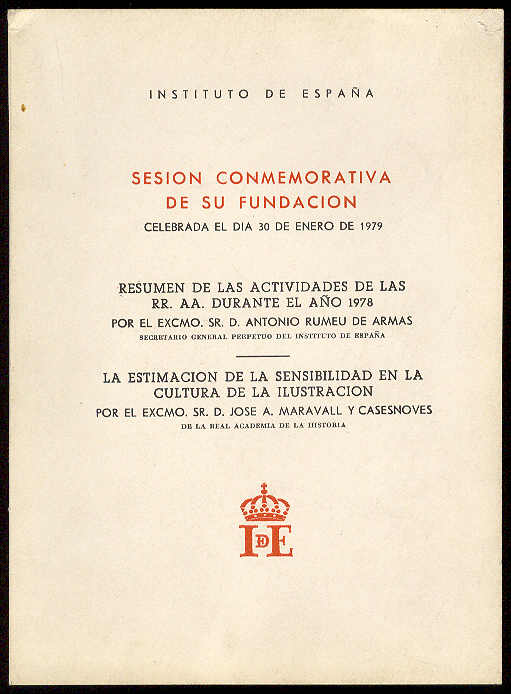 INSTITUTO DE ESPAÑA
SESION CONMEMORATIVA
DE SU FUNDACION
CELEBRADA EL DIA 30 DE ENERO DE 1979
RESUMEN DE LAS ACTIVIDADES DE LAS
RR. AA. DURANTE EL AÑO 1978
POR EL EXCMO. SR. D. ANTONIO RUMEU DE ARMAS
SECRETARIO GENERAL PERPETUO DEL INSTITUTO DE ESPAÑA
LA ESTIMACION DE LA SENSIBILIDAD EN LA
CULTURA DE LA ILUSTRACION
POR EL EXCMO. SR. D. JOSE A. MARAVALL Y CASESNOVES
DE LA REAL ACADEMIA DE LA HISTORIA
IDEE